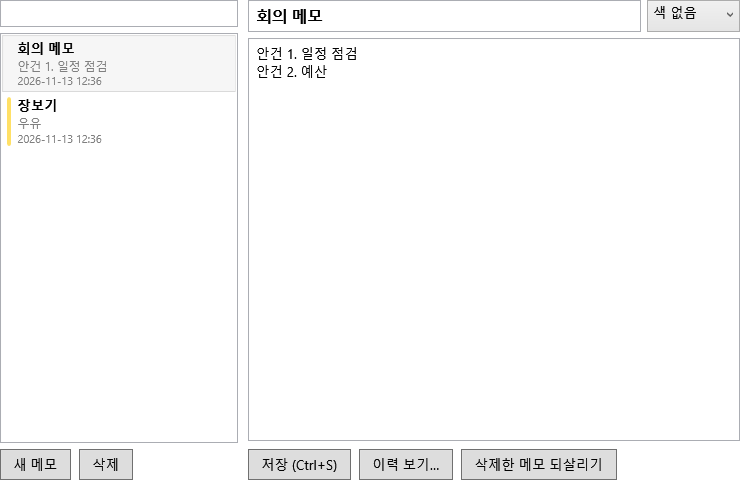 회의 메모
안건 1. 일정 점검
2026-11-13 12:36
장보기
우유
2026-11-13 12:36
새 메모
삭제
회의 메모
색 없음
안건 1. 일정 점검
안건 2. 예산
저장 (Ctrl+S)
이력 보기...
삭제한 메모 되살리기